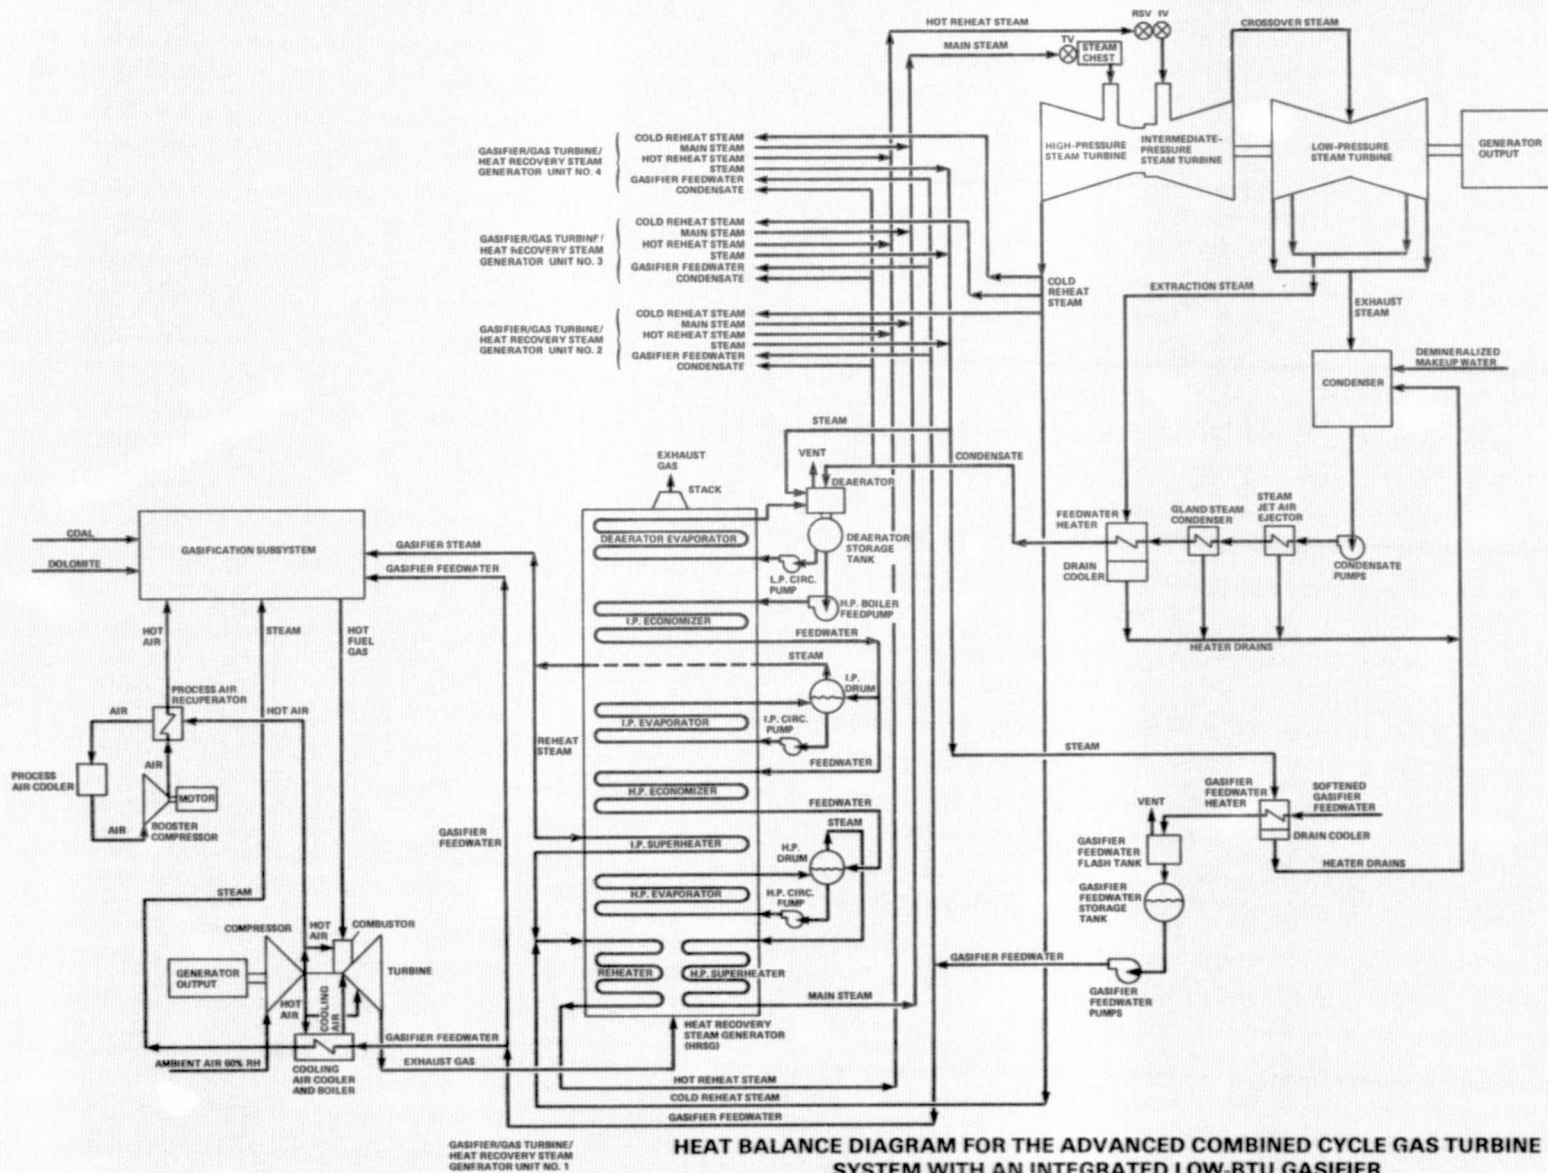 HOT REHEAT STEAM
RSV IV
CROSSOVER STEAM
MAIN STEAM
TV
STEAM
CHEST
HIGH-PRESSURE
STEAM TURBINE
INTERMEDIATE-
PRESSURE
STEAM TURBINE
LOW-PRESSURE
STEAM TURBINE
GENERATOR
OUTPUT
GASIFIER/GAS TURBINE/
HEAT RECOVERY STEAM
GENERATOR UNIT NO. 4
COLD REHEAT STEAM
MAIN STEAM
HOT REHEAT STEAM
STEAM
GASIFIER FEEDWATER
CONDENSATE
GASIFIER/GAS TURBINE/
HEAT RECOVERY STEAM
GENERATOR UNIT NO. 3
COLD REHEAT STEAM
MAIN STEAM
HOT REHEAT STEAM
STEAM
GASIFIER FEEDWATER
CONDENSATE
GASIFIER/GAS TURBINE/
HEAT RECOVERY STEAM
GENERATOR UNIT NO. 2
COLD REHEAT STEAM
MAIN STEAM
HOT REHEAT STEAM
STEAM
GASIFIER FEEDWATER
CONDENSATE
COLD
REHEAT
STEAM
EXTRACTION STEAM
EXHAUST
STEAM
CONDENSER
DEMINERALIZED
MAKEUP WATER
STEAM
VENT
CONDENSATE
DEAERATOR
EXHAUST
GAS
STACK
DEAERATOR EVAPORATOR
DEAERATOR
STORAGE
TANK
L.P. CIRC.
PUMP
H.P. BOILER
FEEDPUMP
FEEDWATER
HEATER
DRAIN
COOLER
GLAND STEAM
CONDENSER
STEAM
JET AIR
EJECTOR
CONDENSATE
PUMPS
HEATER DRAINS
COAL
DOLOMITE
GASIFICATION SUBSYSTEM
GASIFIER STEAM
GASIFIER FEEDWATER
HOT
AIR
STEAM
HOT
FUEL
GAS
I.P. ECONOMIZER
FEEDWATER
STEAM
I.P.
DRUM
I.P. EVAPORATOR
I.P. CIRC.
PUMP
FEEDWATER
REHEAT
STEAM
H.P. ECONOMIZER
FEEDWATER
STEAM
I.P. SUPERHEATER
H.P.
DRUM
H.P. EVAPORATOR
H.P. CIRC.
PUMP
REHEATER
H.P. SUPERHEATER
MAIN STEAM
HEAT RECOVERY
STEAM GENERATOR
(HRSG)
PROCESS AIR
RECUPERATOR
AIR
HOT AIR
AIR
PROCESS
AIR COOLER
MOTOR
AIR
BOOSTER
COMPRESSOR
GASIFIER
FEEDWATER
STEAM
COMPRESSOR
HOT
AIR
COMBUSTOR
GENERATOR
OUTPUT
TURBINE
HOT
AIR
COOLING
AIR
GASIFIER FEEDWATER
AMBIENT AIR 60% RH
COOLING
AIR COOLER
AND BOILER
EXHAUST GAS
STEAM
GASIFIER
FEEDWATER
HEATER
SOFTENED
GASIFIER
FEEDWATER
DRAIN COOLER
VENT
GASIFIER
FEEDWATER
FLASH TANK
HEATER DRAINS
GASIFIER
FEEDWATER
STORAGE
TANK
GASIFIER FEEDWATER
GASIFIER
FEEDWATER
PUMPS
HOT REHEAT STEAM
COLD REHEAT STEAM
GASIFIER FEEDWATER
GASIFIER/GAS TURBINE/
HEAT RECOVERY STEAM
GENERATOR UNIT NO. 1
HEAT BALANCE DIAGRAM FOR THE ADVANCED COMBINED CYCLE GAS TURBINE
SYSTEM WITH AN INTEGRATED LOW-BTU GASIFIER